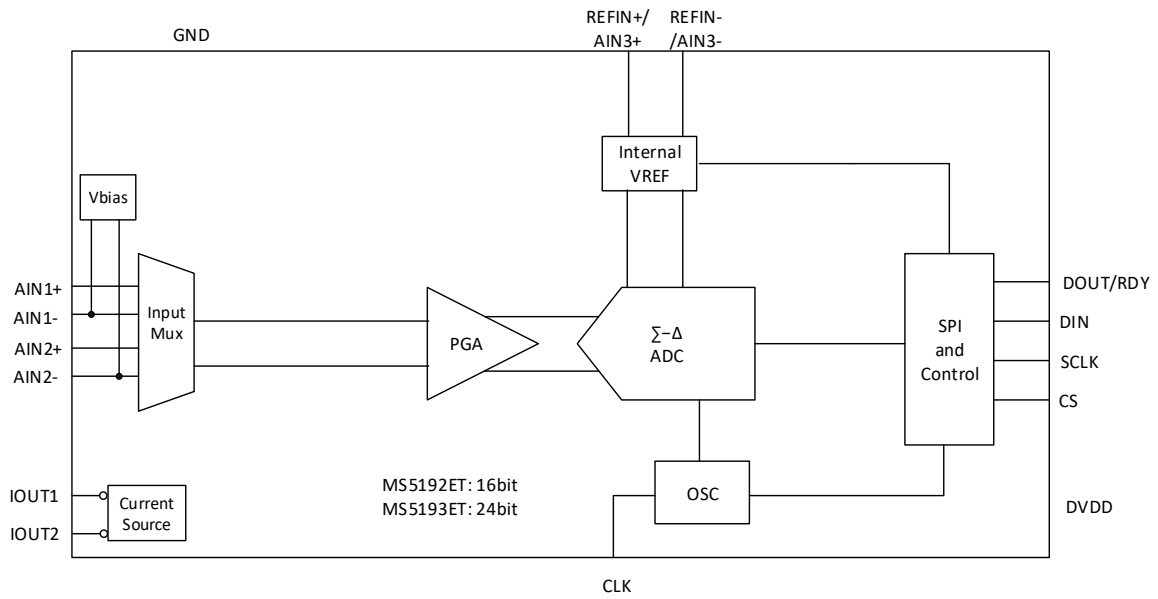 GND
REFIN+/
AIN3+
REFIN-
/AIN3-
Internal
VREF
Vbias
AIN1+
AIN1-
AIN2+
AIN2-
Input
Mux
PGA
∑−Δ
ADC
SPI
and
Control
DOUT/RDY
DIN
SCLK
CS
IOUT1
IOUT2
Current
Source
MS5192ET: 16bit
MS5193ET: 24bit
OSC
DVDD
CLK